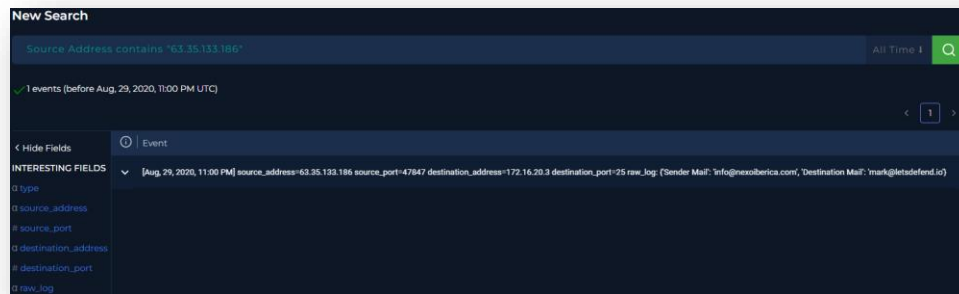 New Search
Source Address contains "63.35.133.186"
All Time
1 events (before Aug, 29, 2020, 11:00 PM UTC)
< 1 >
< Hide Fields
Event
INTERESTING FIELDS
[Aug, 29, 2020, 11:00 PM] source_address=63.35.133.186 source_port=47847 destination_address=172.16.20.3 destination_port=25 raw_log: {'Sender Mail': 'info@nexoiberica.com', 'Destination Mail': 'mark@letsdefend.io'}
α type
α source_address
# source_port
α destination_address
# destination_port
α raw_log